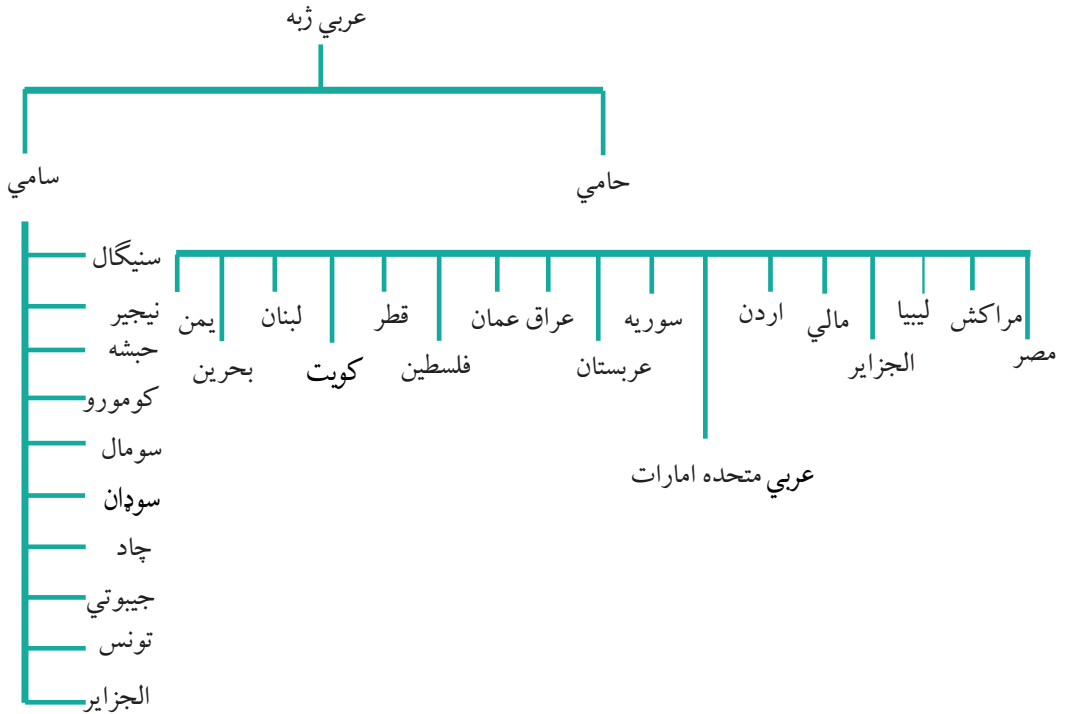 عربي ژبه
حامي
سامي
مصر
مراکش
ليبيا
الجزاير
مالي
اردن
عربي متحده امارات
سوريه
عربستان
عراق
عمان
فلسطين
قطر
کويت
لبنان
بحرين
يمن
سنيگال
نيجير
حبشه
کومورو
سومال
سوډان
چاد
جيبوتي
تونس
الجزاير